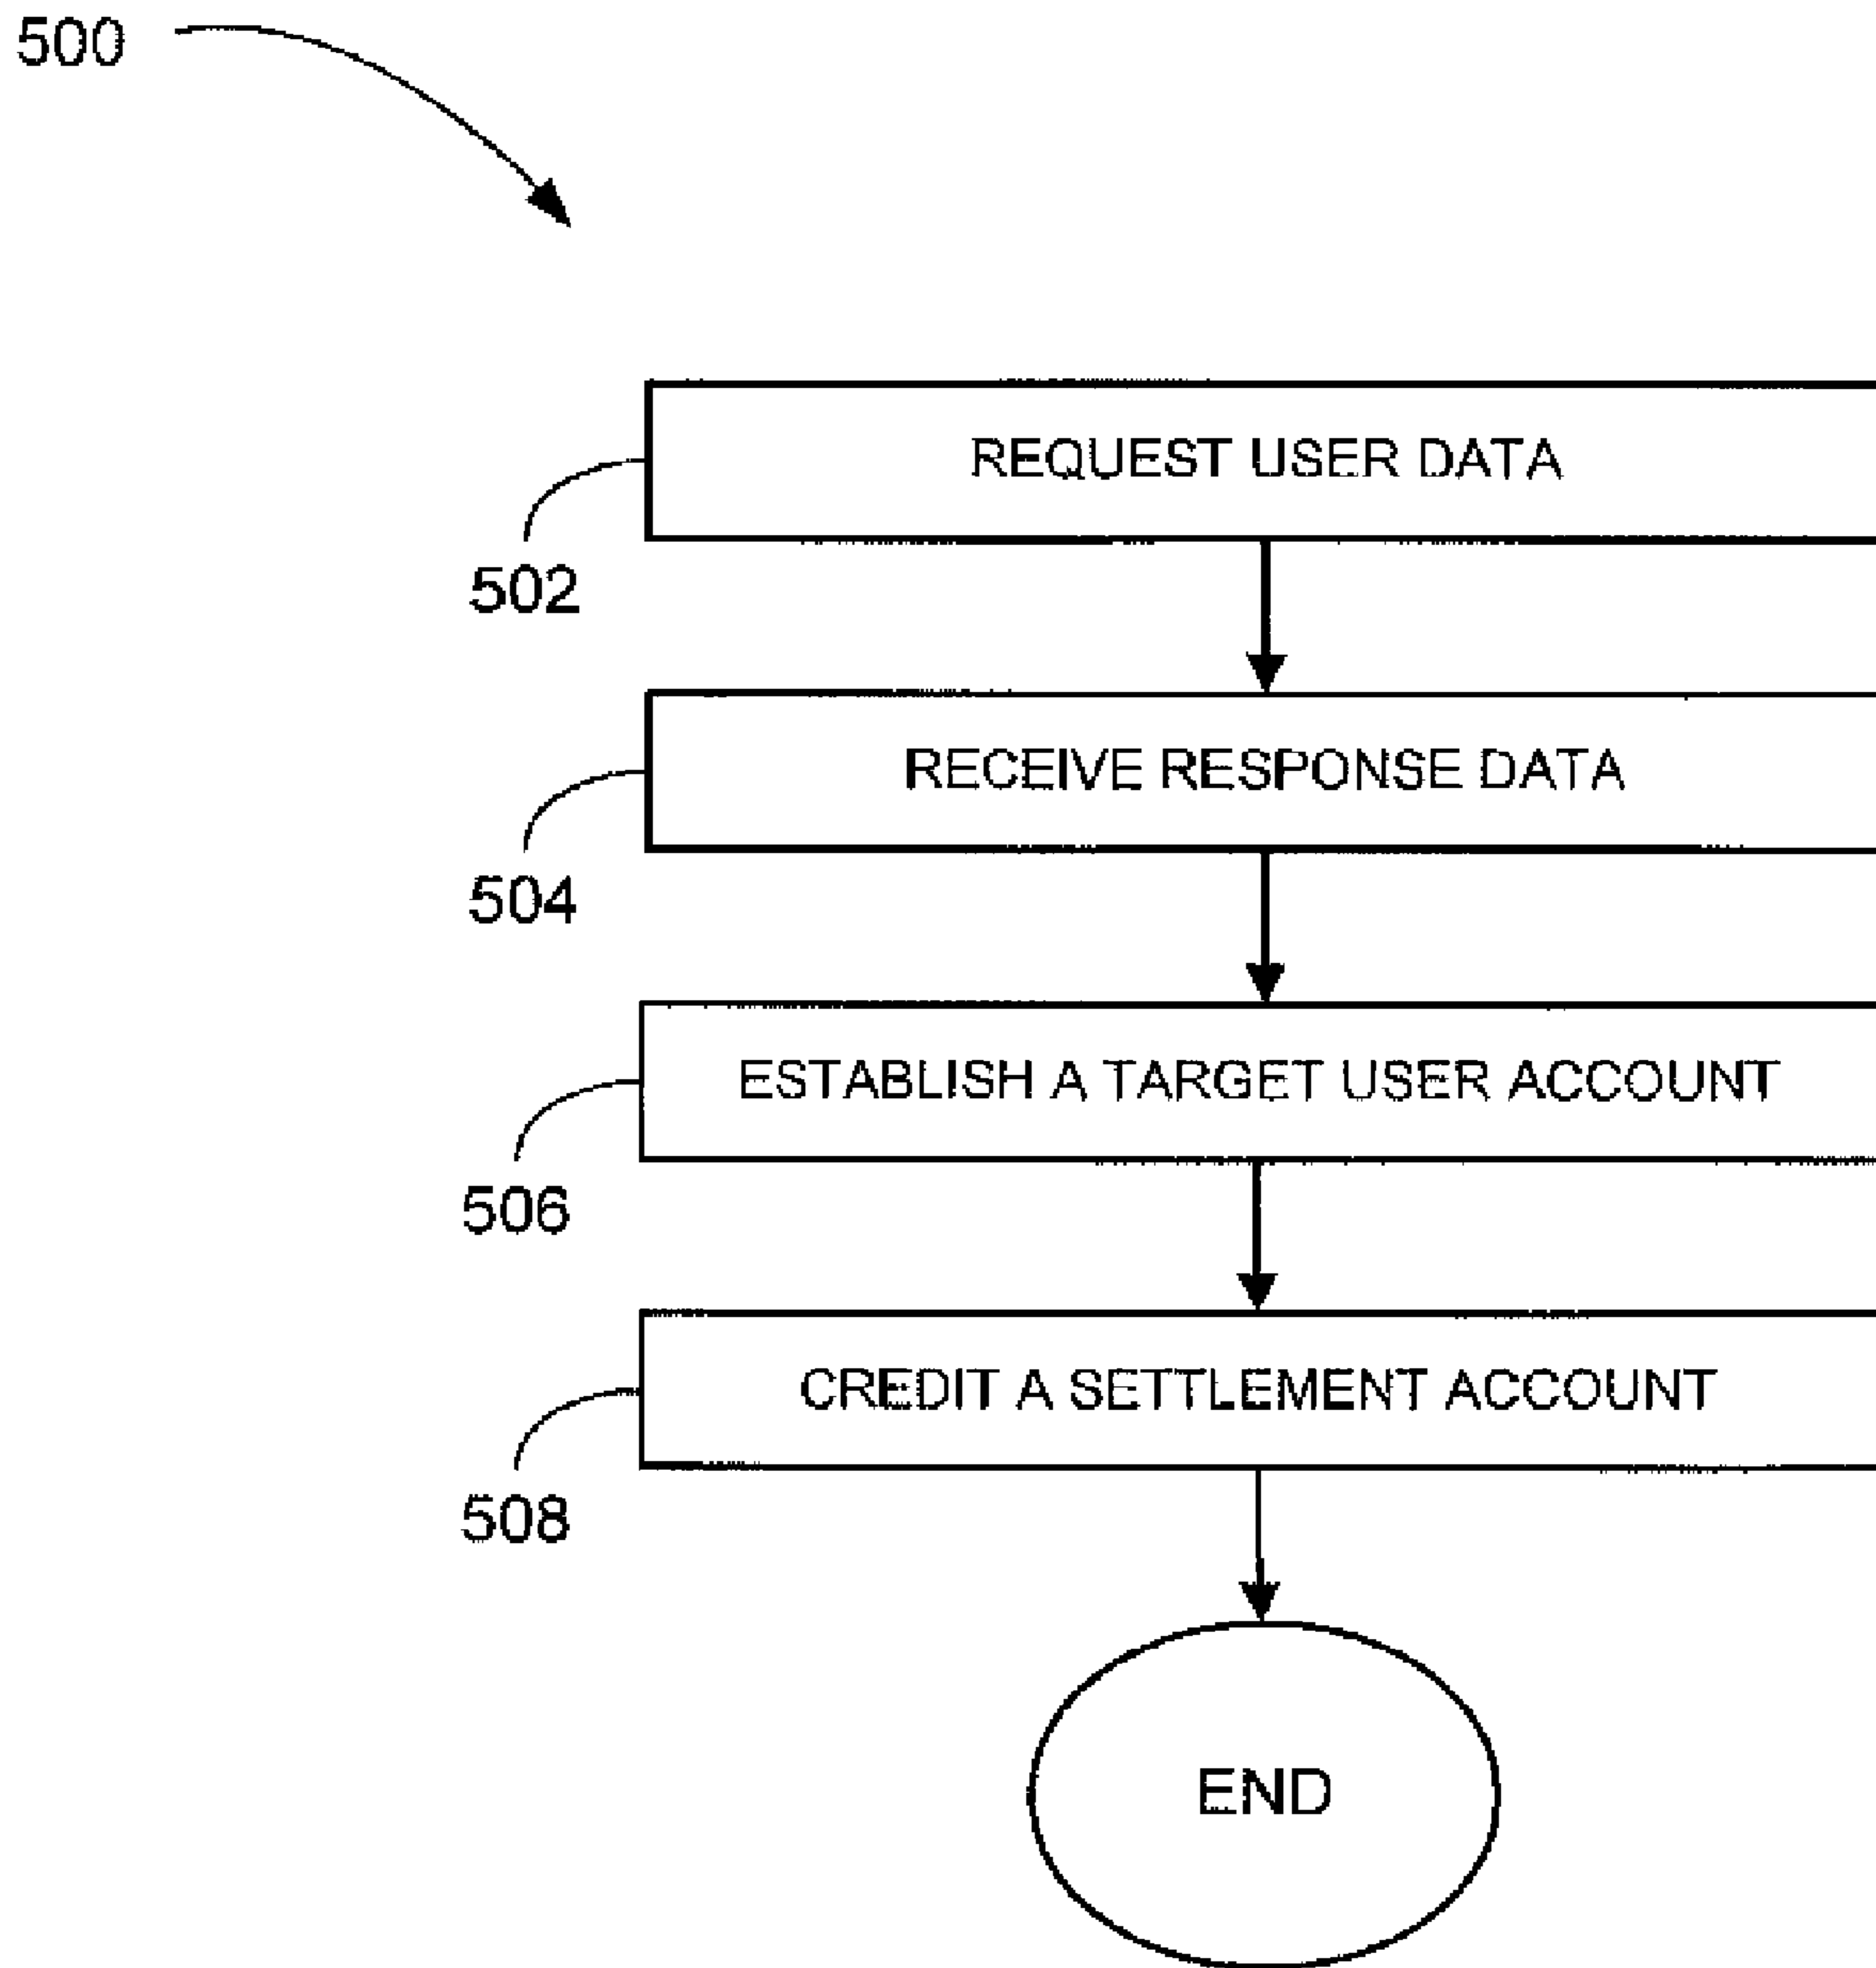 500
REQUEST USER DATA
502
RECEIVE RESPONSE DATA
504
ESTABLISH A TARGET USER ACCOUNT
506
CREDIT A SETTLEMENT ACCOUNT
508
END